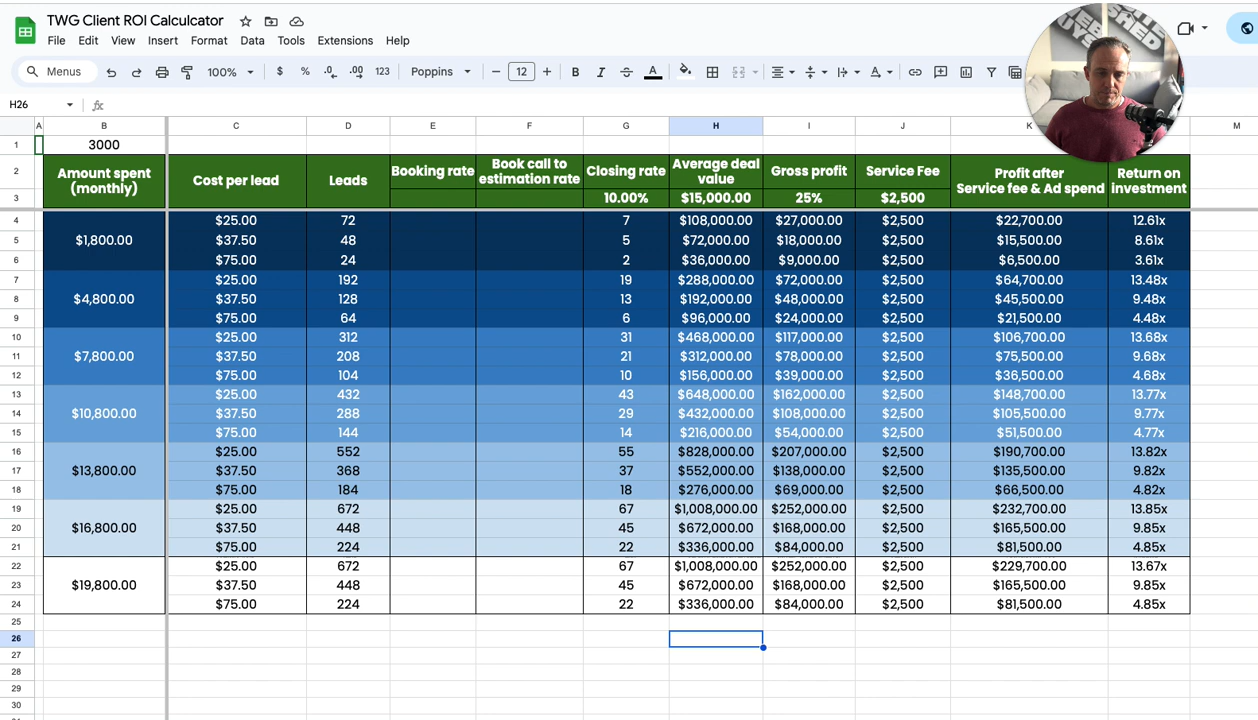 TWG Client ROI Calculcator
File Edit View Insert Format Data Tools Extensions Help
Menus 100% $ % .0 .00 123 Poppins − 12 + B I S A
H26 fx
A B C D E F G H I J K M
1 3000
2 Amount spent (monthly) Cost per lead Leads Booking rate Book call to estimation rate Closing rate Average deal value Gross profit Service Fee Profit after Service fee & Ad spend Return on investment
3 10.00% $15,000.00 25% $2,500
4 $25.00 72 7 $108,000.00 $27,000.00 $2,500 $22,700.00 12.61x
5 $1,800.00 $37.50 48 5 $72,000.00 $18,000.00 $2,500 $15,500.00 8.61x
6 $75.00 24 2 $36,000.00 $9,000.00 $2,500 $6,500.00 3.61x
7 $25.00 192 19 $288,000.00 $72,000.00 $2,500 $64,700.00 13.48x
8 $4,800.00 $37.50 128 13 $192,000.00 $48,000.00 $2,500 $45,500.00 9.48x
9 $75.00 64 6 $96,000.00 $24,000.00 $2,500 $21,500.00 4.48x
10 $25.00 312 31 $468,000.00 $117,000.00 $2,500 $106,700.00 13.68x
11 $7,800.00 $37.50 208 21 $312,000.00 $78,000.00 $2,500 $75,500.00 9.68x
12 $75.00 104 10 $156,000.00 $39,000.00 $2,500 $36,500.00 4.68x
13 $25.00 432 43 $648,000.00 $162,000.00 $2,500 $148,700.00 13.77x
14 $10,800.00 $37.50 288 29 $432,000.00 $108,000.00 $2,500 $105,500.00 9.77x
15 $75.00 144 14 $216,000.00 $54,000.00 $2,500 $51,500.00 4.77x
16 $25.00 552 55 $828,000.00 $207,000.00 $2,500 $190,700.00 13.82x
17 $13,800.00 $37.50 368 37 $552,000.00 $138,000.00 $2,500 $135,500.00 9.82x
18 $75.00 184 18 $276,000.00 $69,000.00 $2,500 $66,500.00 4.82x
19 $25.00 672 67 $1,008,000.00 $252,000.00 $2,500 $232,700.00 13.85x
20 $16,800.00 $37.50 448 45 $672,000.00 $168,000.00 $2,500 $165,500.00 9.85x
21 $75.00 224 22 $336,000.00 $84,000.00 $2,500 $81,500.00 4.85x
22 $25.00 672 67 $1,008,000.00 $252,000.00 $2,500 $229,700.00 13.67x
23 $19,800.00 $37.50 448 45 $672,000.00 $168,000.00 $2,500 $165,500.00 9.85x
24 $75.00 224 22 $336,000.00 $84,000.00 $2,500 $81,500.00 4.85x
25
26
27
28
29
30